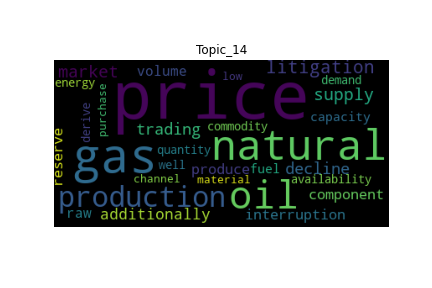 Topic_14
market volume low litigation
energy price demand
purchase derive supply
capacity
trading commodity
reserve gas quantity natural
well produce fuel decline
channel material availability
production oil component
raw additionally interruption